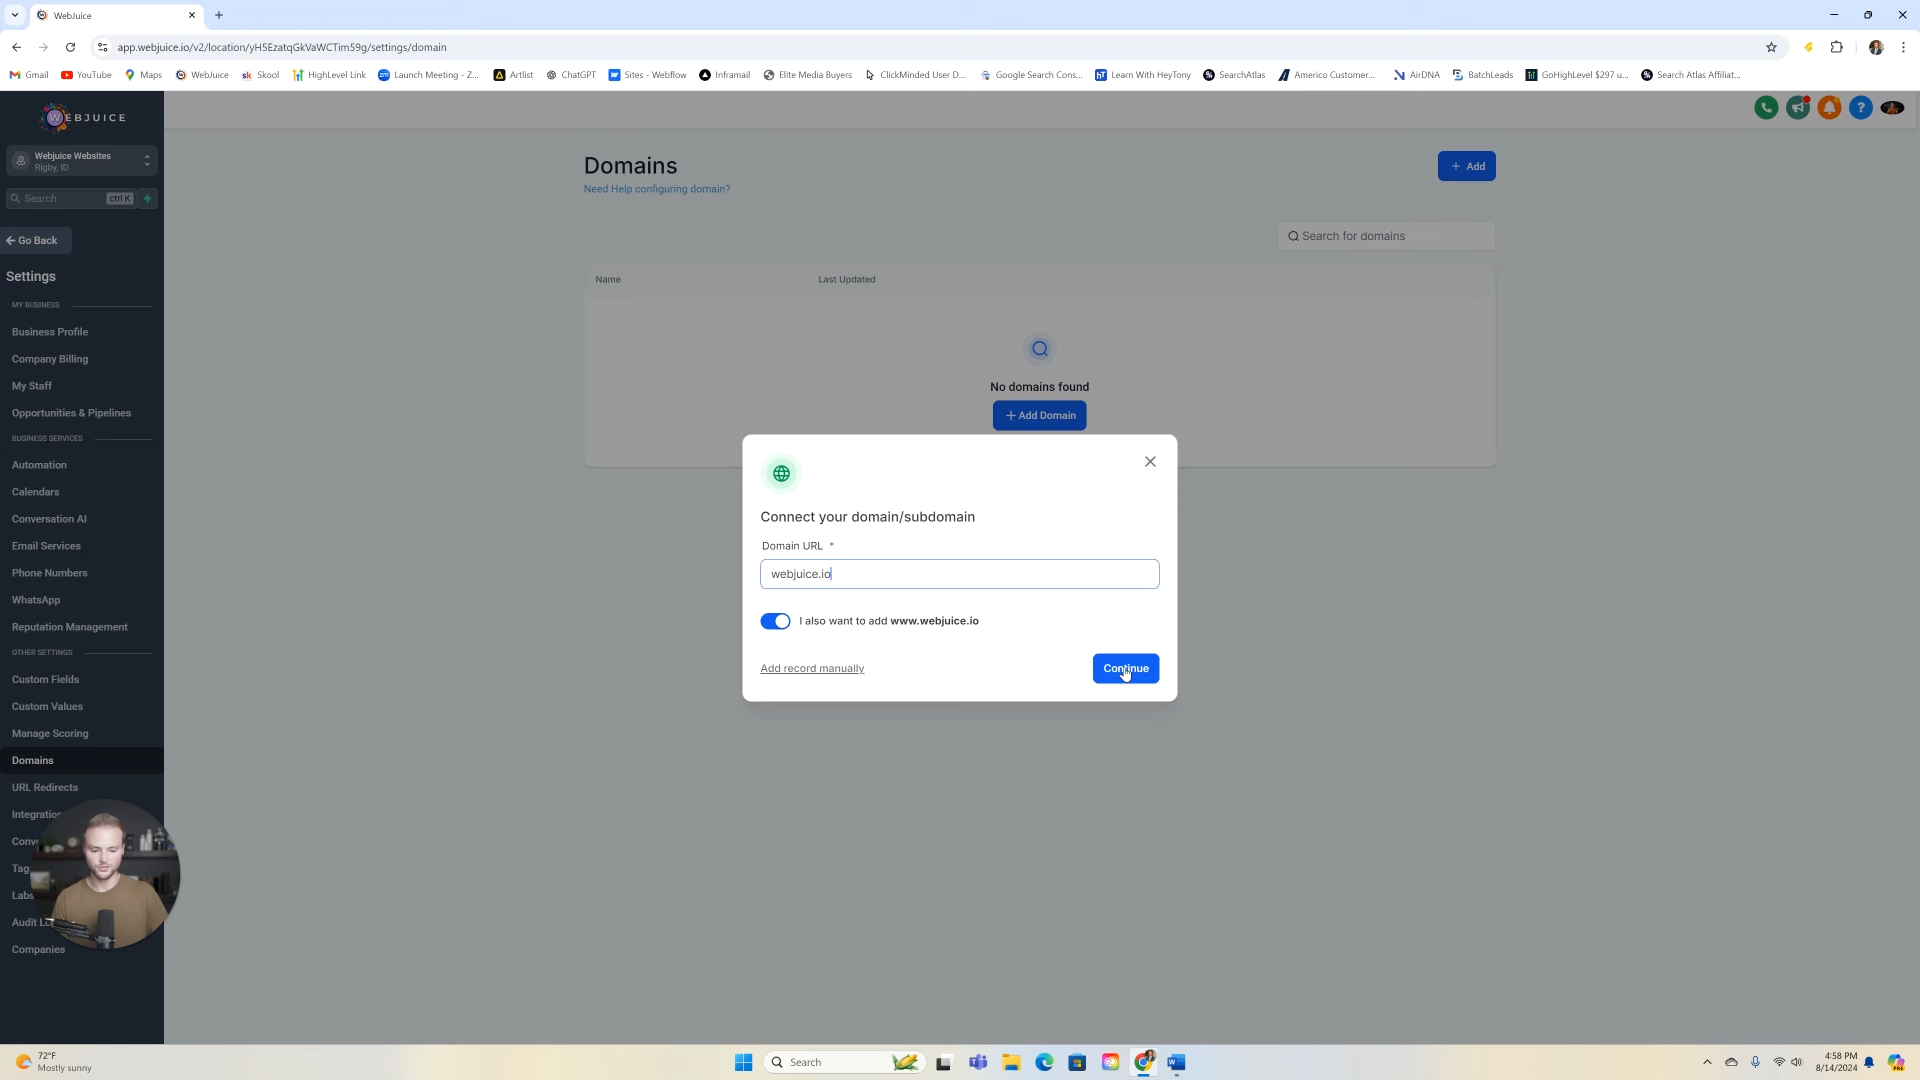 WebJuice
app.webjuice.io/v2/location/yH5EzatqGkVaWCTim59g/settings/domain
Gmail
YouTube
Maps
WebJuice
sk Skool
HighLevel Link
zm Launch Meeting - Z...
Artlist
ChatGPT
Sites - Webflow
Inframail
Elite Media Buyers
ClickMinded User D...
Google Search Cons...
hT Learn With HeyTony
SearchAtlas
Americo Customer...
AirDNA
BatchLeads
GoHighLevel $297 u...
Search Atlas Affiliat...
WEBJUICE
Webjuice Websites
Rigby, ID
Search
ctrl K
Go Back
Settings
MY BUSINESS
Business Profile
Company Billing
My Staff
Opportunities & Pipelines
BUSINESS SERVICES
Automation
Calendars
Conversation AI
Email Services
Phone Numbers
WhatsApp
Reputation Management
OTHER SETTINGS
Custom Fields
Custom Values
Manage Scoring
Domains
URL Redirects
Integration
Conv
Tag
Labs
Audit L
Companies
Domains
Need Help configuring domain?
+ Add
Search for domains
Name
Last Updated
No domains found
+ Add Domain
Connect your domain/subdomain
Domain URL *
webjuice.io
I also want to add www.webjuice.io
Add record manually
Continue
72°F
Mostly sunny
Search
4:58 PM
8/14/2024